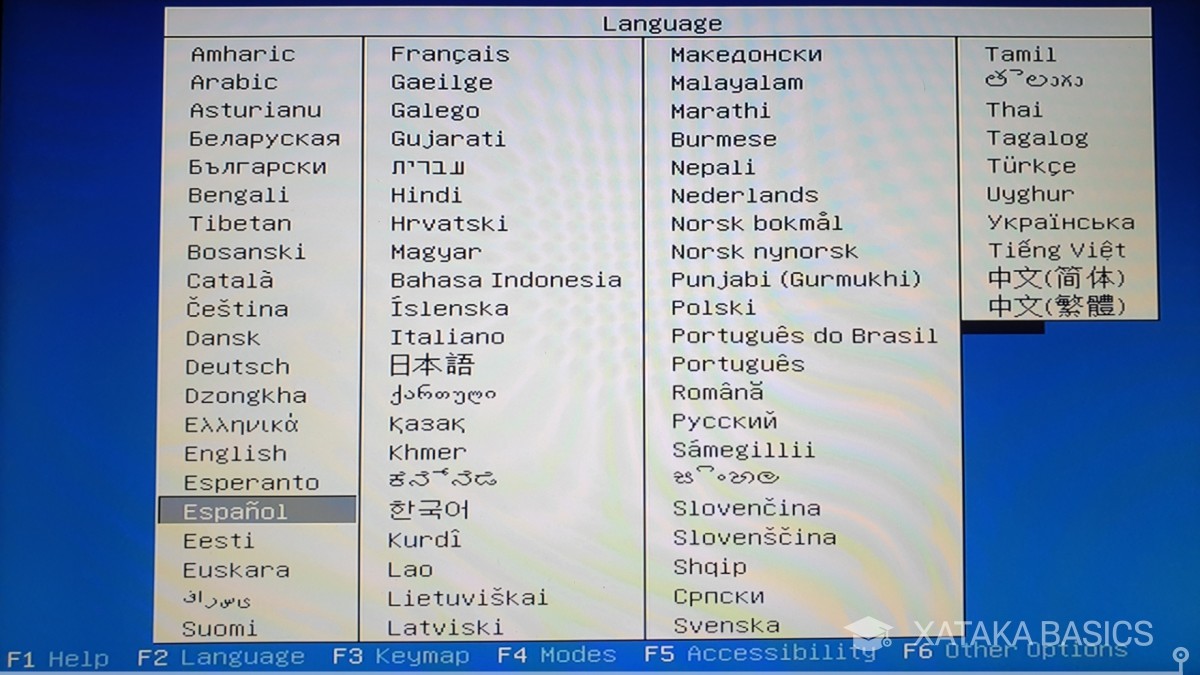 Language
Amharic
Arabic
Asturianu
Беларуская
Български
Bengali
Tibetan
Bosanski
Català
Čeština
Dansk
Deutsch
Dzongkha
Ελληνικά
English
Esperanto
Español
Eesti
Euskara
ﻰﺳﺭﺎﻓ
Suomi
Français
Gaeilge
Galego
Gujarati
עברית
Hindi
Hrvatski
Magyar
Bahasa Indonesia
Íslenska
Italiano
日本語
ქართული
Қазақ
Khmer
ಕನ್ನಡ
한국어
Kurdî
Lao
Lietuviškai
Latviski
Македонски
Malayalam
Marathi
Burmese
Nepali
Nederlands
Norsk bokmål
Norsk nynorsk
Punjabi (Gurmukhi)
Polski
Português do Brasil
Português
Română
Русский
Sámegillii
සිංහල
Slovenčina
Slovenščina
Shqip
Српски
Svenska
Tamil
తెలుగు
Thai
Tagalog
Türkçe
Uyghur
Українська
Tiếng Việt
中文(简体)
中文(繁體)
F1 Help F2 Language F3 Keymap F4 Modes F5 Accessibility F6 Other Options
XATAKA BASICS